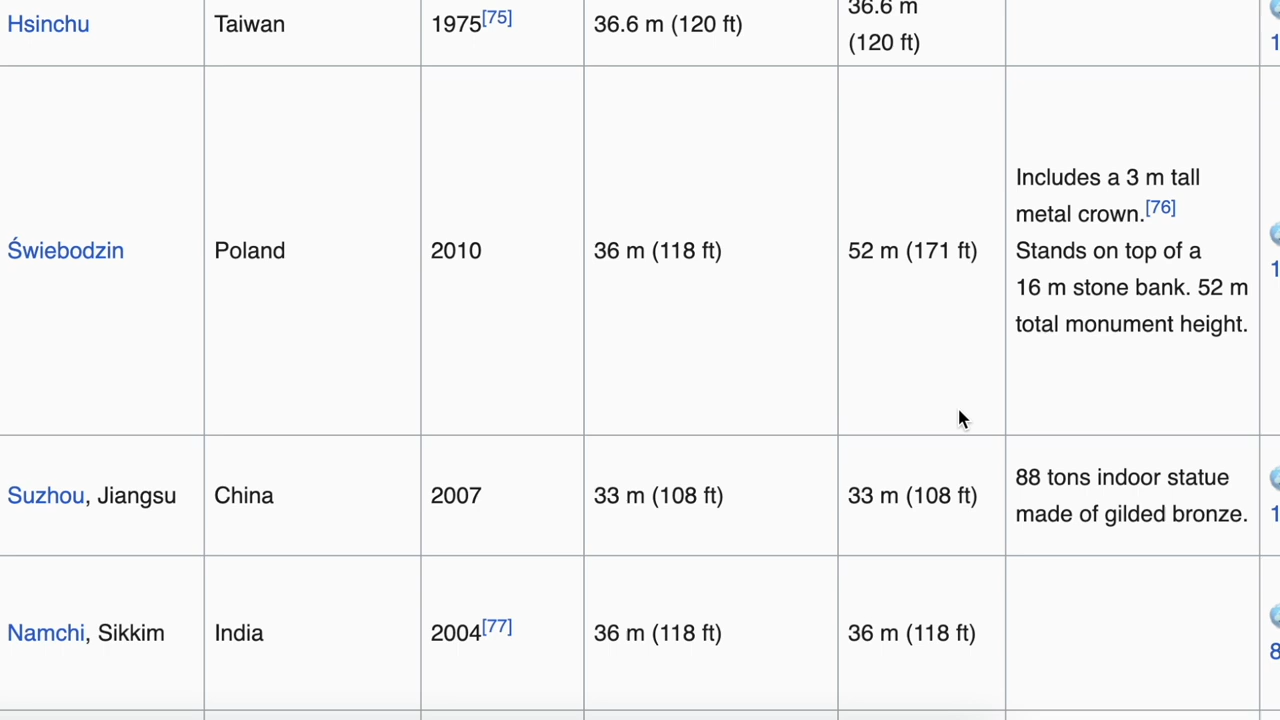 Hsinchu Taiwan 1975[75] 36.6 m (120 ft) 36.6 m
(120 ft)
Świebodzin Poland 2010 36 m (118 ft) 52 m (171 ft) Includes a 3 m tall
metal crown.[76]
Stands on top of a
16 m stone bank. 52 m
total monument height.
Suzhou, Jiangsu China 2007 33 m (108 ft) 33 m (108 ft) 88 tons indoor statue
made of gilded bronze.
Namchi, Sikkim India 2004[77] 36 m (118 ft) 36 m (118 ft)